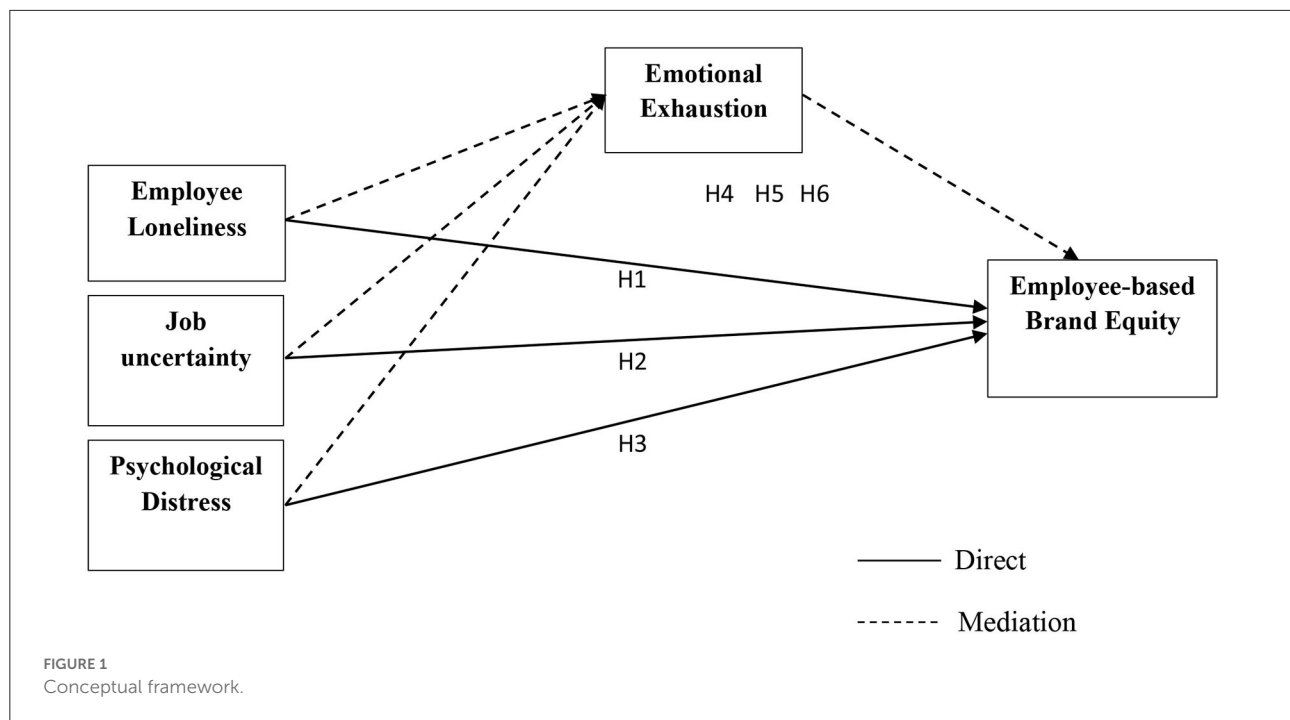 Emotional
Exhaustion
Employee
Loneliness
H4 H5 H6
H1
Employee-based
Brand Equity
Job
uncertainty
H2
H3
Psychological
Distress
Direct
Mediation
FIGURE 1
Conceptual framework.